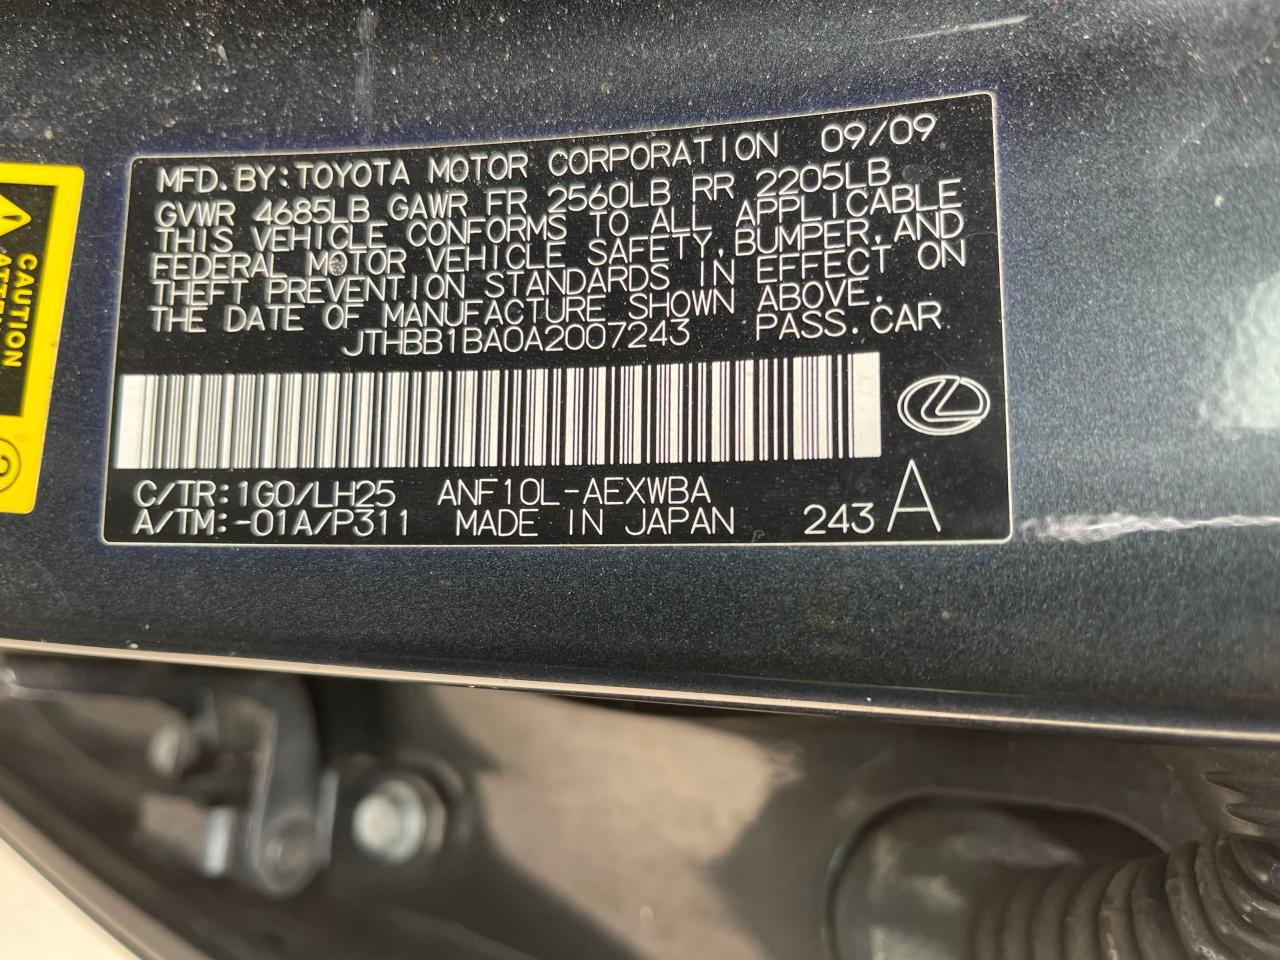 MFD.BY:TOYOTA MOTOR CORPORATION 09/09
GVWR 4685LB GAWR FR 2560LB RR 2205LB
THIS VEHICLE CONFORMS TO ALL APPLICABLE
FEDERAL MOTOR VEHICLE SAFETY,BUMPER,AND
THEFT PREVENTION STANDARDS IN EFFECT ON
THE DATE OF MANUFACTURE SHOWN ABOVE.
JTHBB1BA0A2007243 PASS.CAR
C/TR:1G0/LH25 ANF10L-AEXWBA
A/TM:-01A/P311 MADE IN JAPAN 243 A
CAUTION